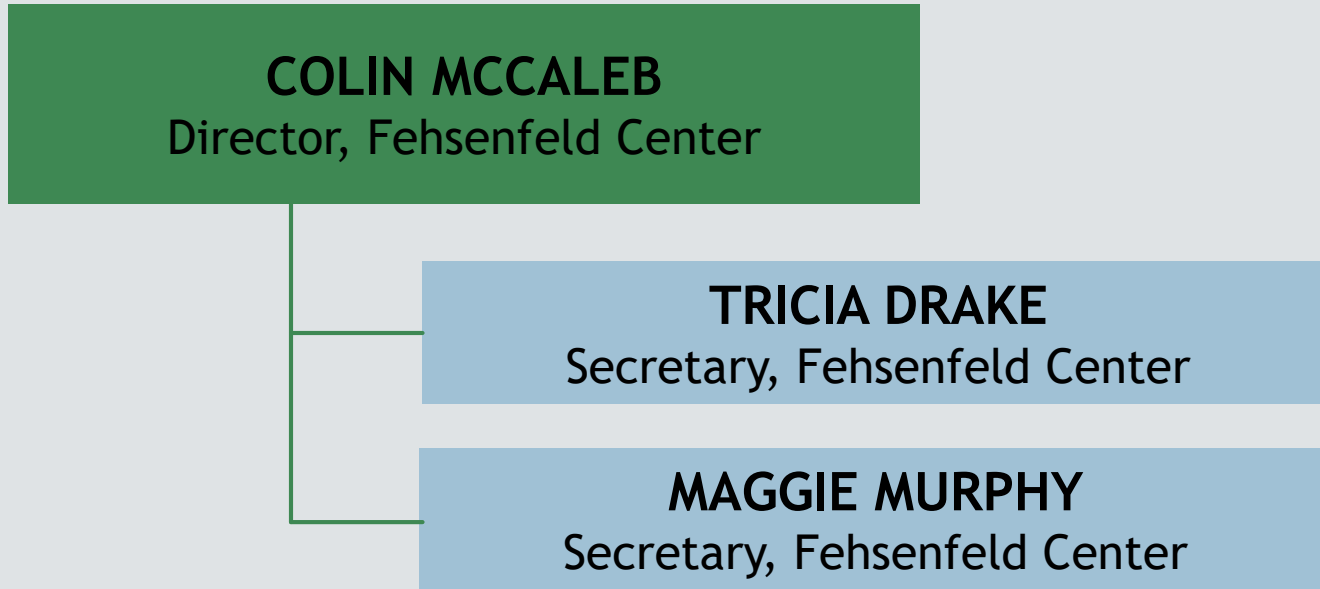 COLIN MCCALEB
Director, Fehsenfeld Center
TRICIA DRAKE
Secretary, Fehsenfeld Center
MAGGIE MURPHY
Secretary, Fehsenfeld Center